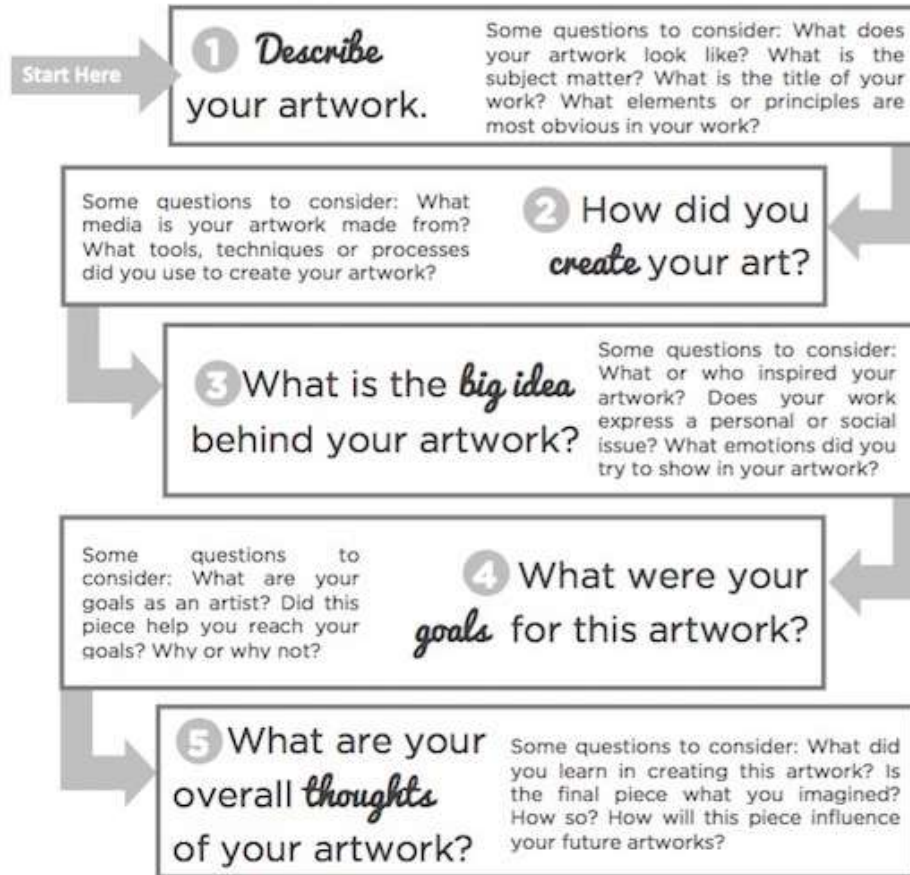 Start Here
1 Describe
your artwork.
Some questions to consider: What does
your artwork look like? What is the
subject matter? What is the title of your
work? What elements or principles are
most obvious in your work?
Some questions to consider: What
media is your artwork made from?
What tools, techniques or processes
did you use to create your artwork?
2 How did you
create your art?
3 What is the big idea
behind your artwork?
Some questions to consider:
What or who inspired your
artwork? Does your work
express a personal or social
issue? What emotions did you
try to show in your artwork?
Some questions to
consider: What are your
goals as an artist? Did this
piece help you reach your
goals? Why or why not?
4 What were your
goals for this artwork?
5 What are your
overall thoughts
of your artwork?
Some questions to consider: What did
you learn in creating this artwork? Is
the final piece what you imagined?
How so? How will this piece influence
your future artworks?